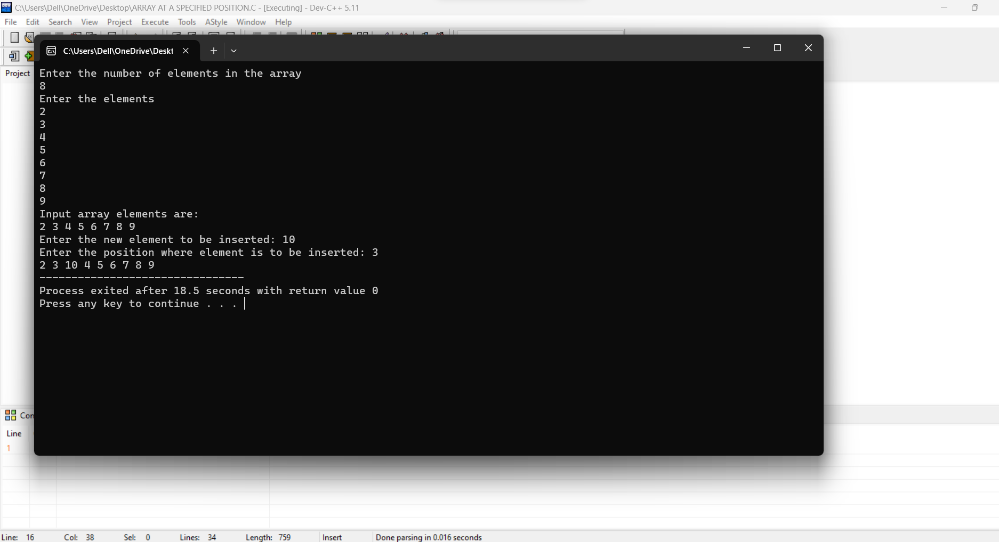 C:\Users\Dell\OneDrive\Desktop\ARRAY AT A SPECIFIED POSITION.C - [Executing] - Dev-C++ 5.11
File Edit Search View Project Execute Tools AStyle Window Help
C:\Users\Dell\OneDrive\Deskt
Project
Enter the number of elements in the array
8
Enter the elements
2
3
4
5
6
7
8
9
Input array elements are:
2 3 4 5 6 7 8 9
Enter the new element to be inserted: 10
Enter the position where element is to be inserted: 3
2 3 10 4 5 6 7 8 9
--------------------------------
Process exited after 18.5 seconds with return value 0
Press any key to continue . . .
Com
Line
1
Line: 16 Col: 38 Sel: 0 Lines: 34 Length: 759 Insert Done parsing in 0.016 seconds